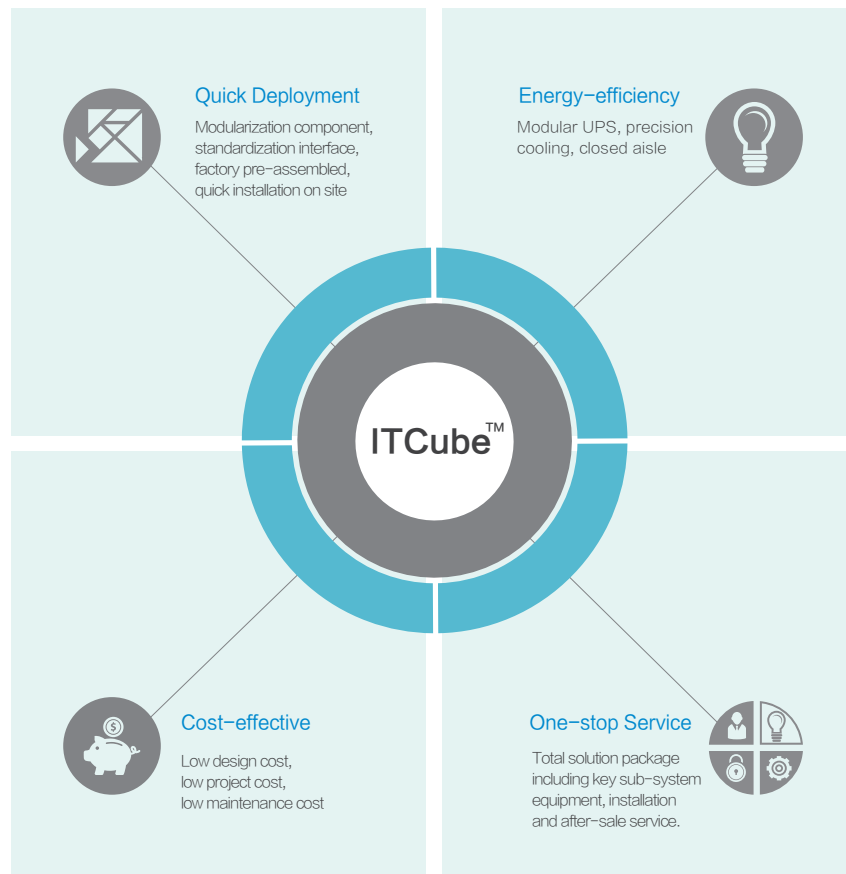 Quick Deployment
Modularization component,
standardization interface,
factory pre-assembled,
quick installation on site
Energy-efficiency
Modular UPS, precision
cooling, closed aisle
ITCube™
Cost-effective
Low design cost,
low project cost,
low maintenance cost
One-stop Service
Total solution package
including key sub-system
equipment, installation
and after-sale service.
$